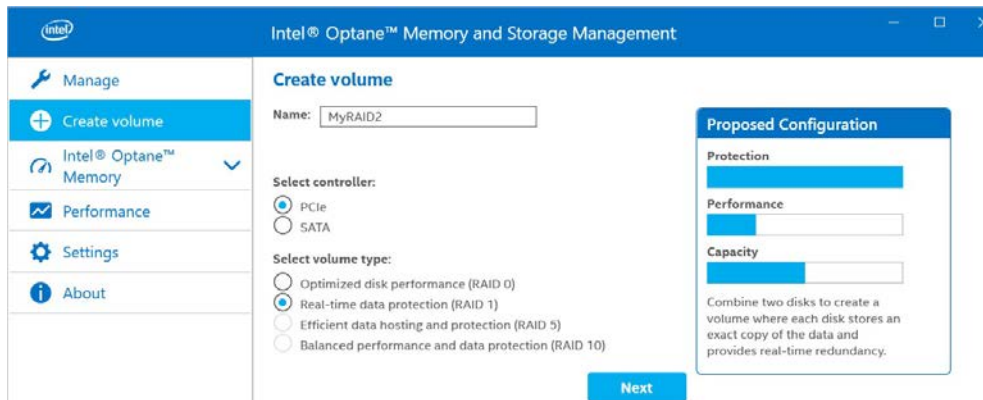 intel
Intel® Optane™ Memory and Storage Management
Manage
Create volume
Intel® Optane™
Memory
Performance
Settings
About
Create volume
Name: MyRAID2
Select controller:
PCIe
SATA
Select volume type:
Optimized disk performance (RAID 0)
Real-time data protection (RAID 1)
Efficient data hosting and protection (RAID 5)
Balanced performance and data protection (RAID 10)
Next
Proposed Configuration
Protection
Performance
Capacity
Combine two disks to create a
volume where each disk stores an
exact copy of the data and
provides real-time redundancy.